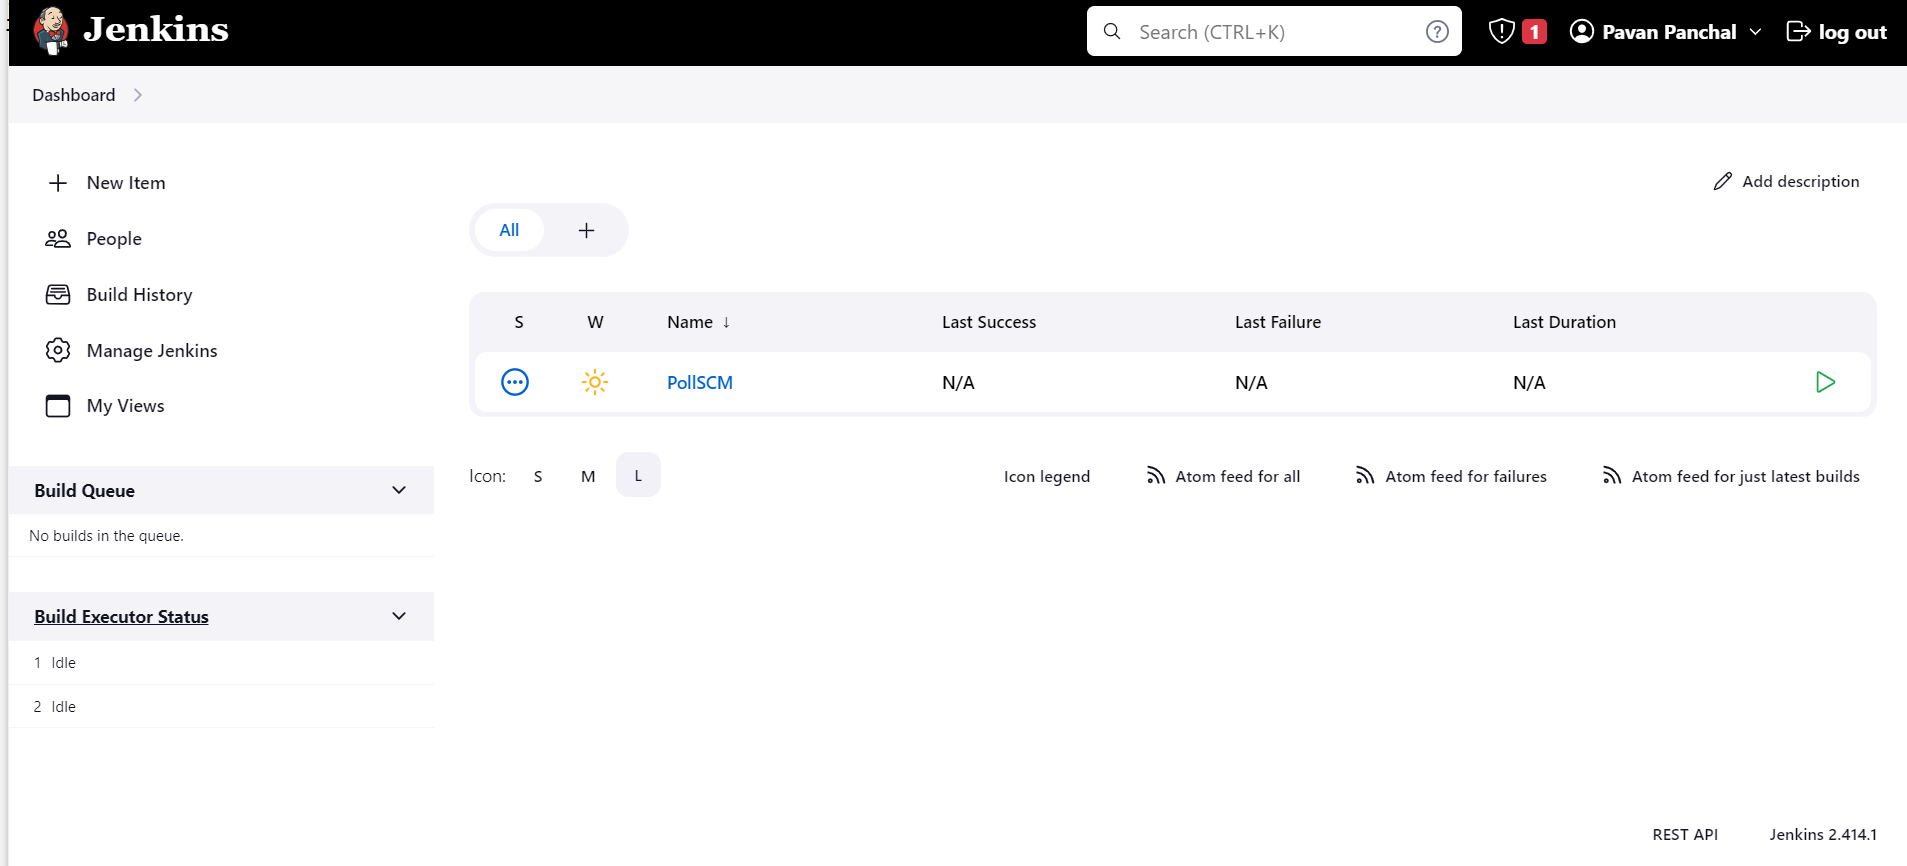 Jenkins
Search (CTRL+K)
1
Pavan Panchal
log out
Dashboard
New Item
People
Build History
Manage Jenkins
My Views
Build Queue
No builds in the queue.
Build Executor Status
1 Idle
2 Idle
Add description
All
S W Name ↓ Last Success Last Failure Last Duration
PollSCM N/A N/A N/A
Icon: S M L
Icon legend
Atom feed for all
Atom feed for failures
Atom feed for just latest builds
REST API
Jenkins 2.414.1